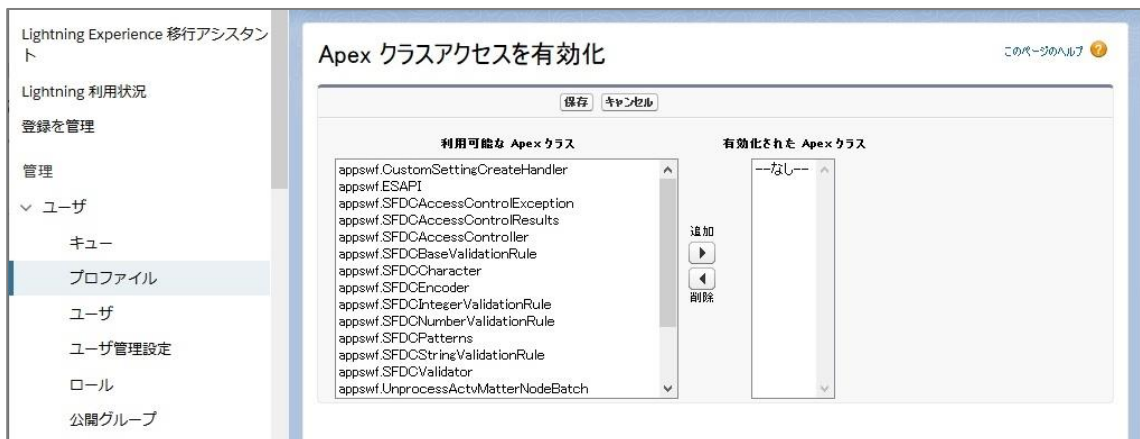 Lightning Experience 移行アシスタン
ト
Lightning 利用状況
登録を管理
管理
ユーザ
キュー
プロファイル
ユーザ
ユーザ管理設定
ロール
公開グループ
Apex クラスアクセスを有効化
このページのヘルプ
保存 キャンセル
利用可能な Apex クラス
appswf.CustomSettingCreateHandler
appswf.ESAPI
appswf.SFDCAccessControlException
appswf.SFDCAccessControlResults
appswf.SFDCAccessController
appswf.SFDCBaseValidationRule
appswf.SFDCCharacter
appswf.SFDCEncoder
appswf.SFDCIntegerValidationRule
appswf.SFDCNumberValidationRule
appswf.SFDCPatterns
appswf.SFDCStringValidationRule
appswf.SFDCValidator
appswf.UnprocessActvMatterNodeBatch
追加
削除
有効化された Apex クラス
--なし--